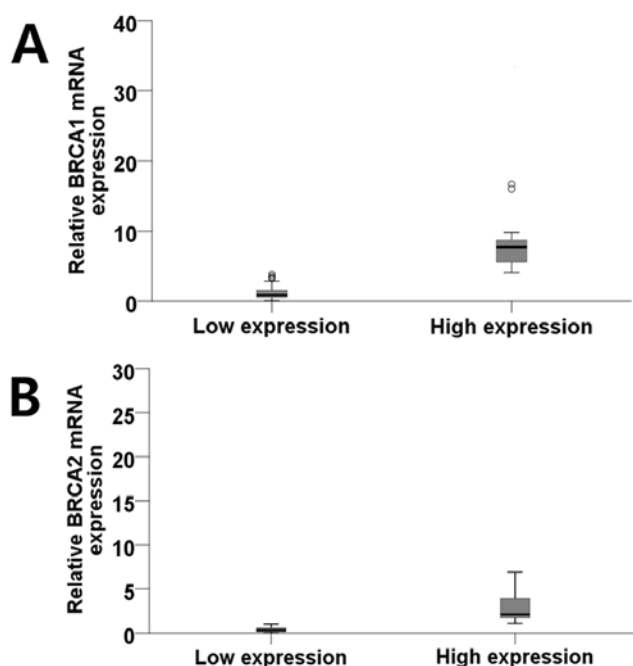 A
Relative BRCA1 mRNA
expression
40
30
20
10
0
Low expression
High expression
B
Relative BRCA2 mRNA
expression
30
25
20
15
10
5
0
Low expression
High expression